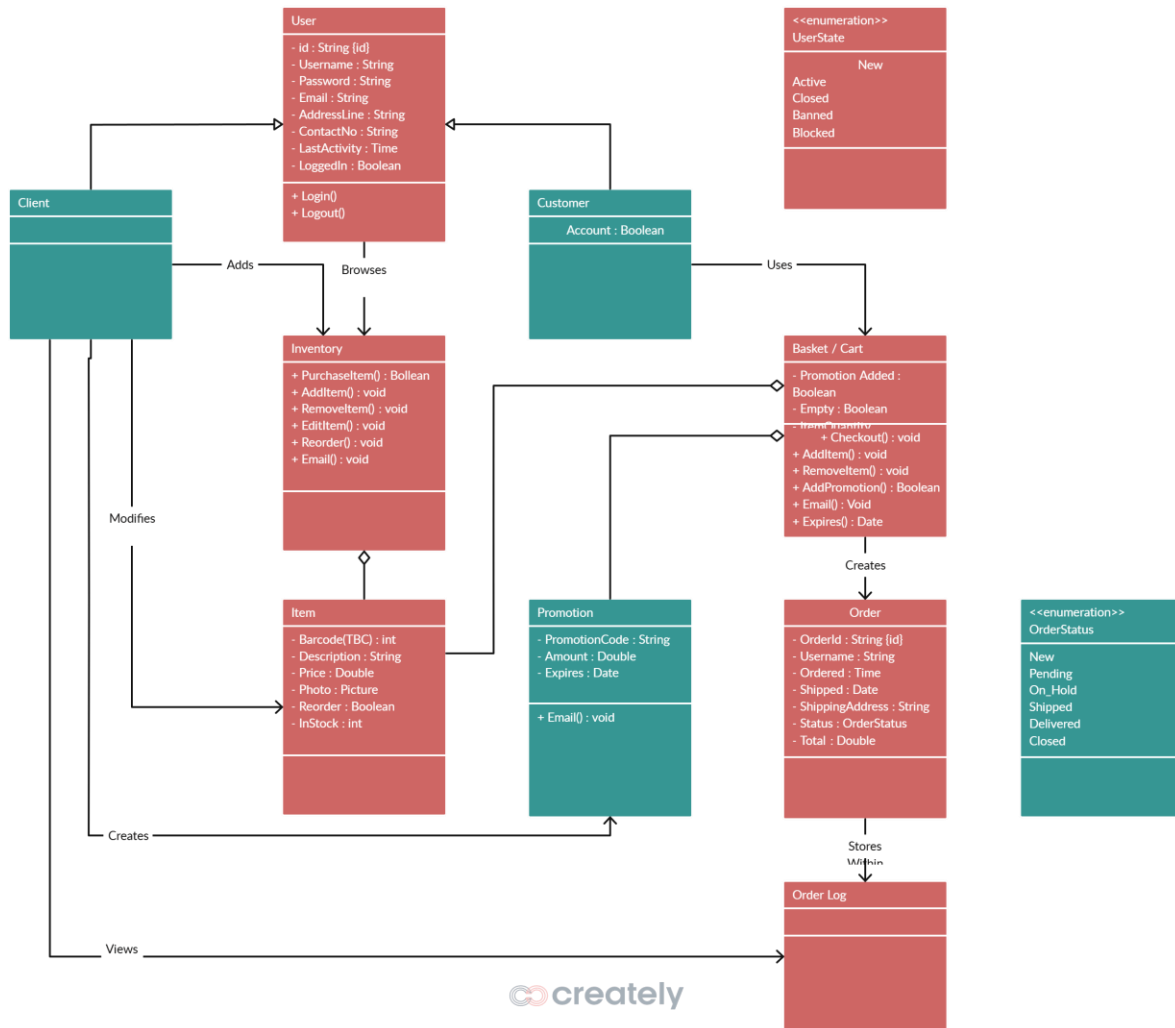 User
- id : String {id}
- Username : String
- Password : String
- Email : String
- AddressLine : String
- ContactNo : String
- LastActivity : Time
- LoggedIn : Boolean
+ Login()
+ Logout()
<<enumeration>>
UserState
New
Active
Closed
Banned
Blocked
Client
Customer
Account : Boolean
Adds
Browses
Uses
Inventory
+ PurchaseItem() : Bollean
+ AddItem() : void
+ RemoveItem() : void
+ EditItem() : void
+ Reorder() : void
+ Email() : void
Basket / Cart
- Promotion Added :
Boolean
- Empty : Boolean
- ItemQuantity
+ Checkout() : void
+ AddItem() : void
+ RemoveItem() : void
+ AddPromotion() : Boolean
+ Email() : Void
+ Expires() : Date
Modifies
Creates
Item
- Barcode(TBC) : int
- Description : String
- Price : Double
- Photo : Picture
- Reorder : Boolean
- InStock : int
Promotion
- PromotionCode : String
- Amount : Double
- Expires : Date
+ Email() : void
Order
- OrderId : String {id}
- Username : String
- Ordered : Time
- Shipped : Date
- ShippingAddress : String
- Status : OrderStatus
- Total : Double
<<enumeration>>
OrderStatus
New
Pending
On_Hold
Shipped
Delivered
Closed
Creates
Stores
Within
Order Log
Views
creately